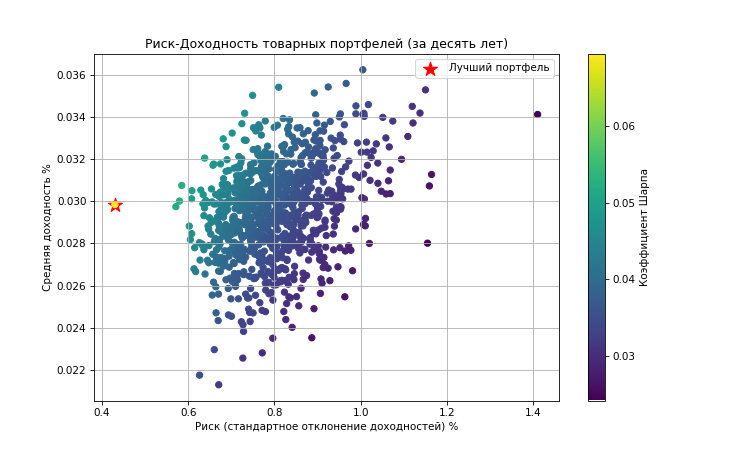 Риск-Доходность товарных портфелей (за десять лет)
Лучший портфель
Средняя доходность %
0.036
0.034
0.032
0.030
0.028
0.026
0.024
0.022
0.4 0.6 0.8 1.0 1.2 1.4
Риск (стандартное отклонение доходностей) %
0.06
0.05
0.04
0.03
Коэффициент Шарпа